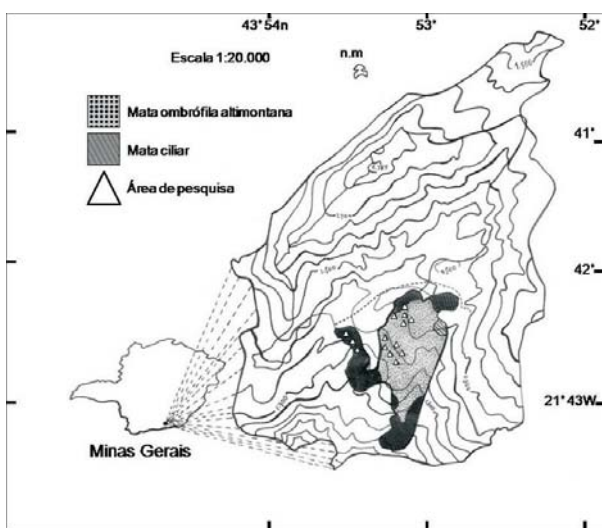 43°54n
53°
52°
Escala 1:20.000
n.m
Mata ombrófila altimontana
Mata ciliar
Área de pesquisa
41°
42°
21°43W
Minas Gerais